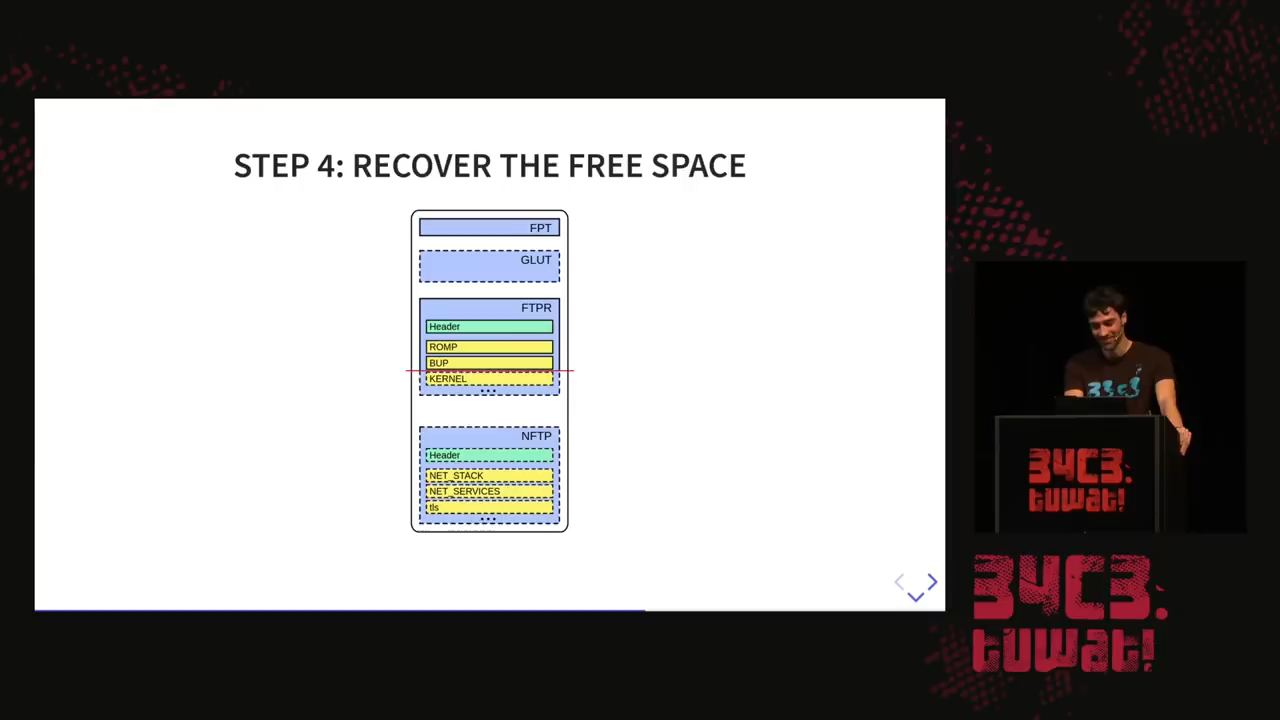 STEP 4: RECOVER THE FREE SPACE
FPT
GLUT
FTPR
Header
ROMP
BUP
KERNEL
...
NFTP
Header
NET_STACK
NET_SERVICES
tls
...
34C3
34C3.
tuwat!
34C3.
tuwat!